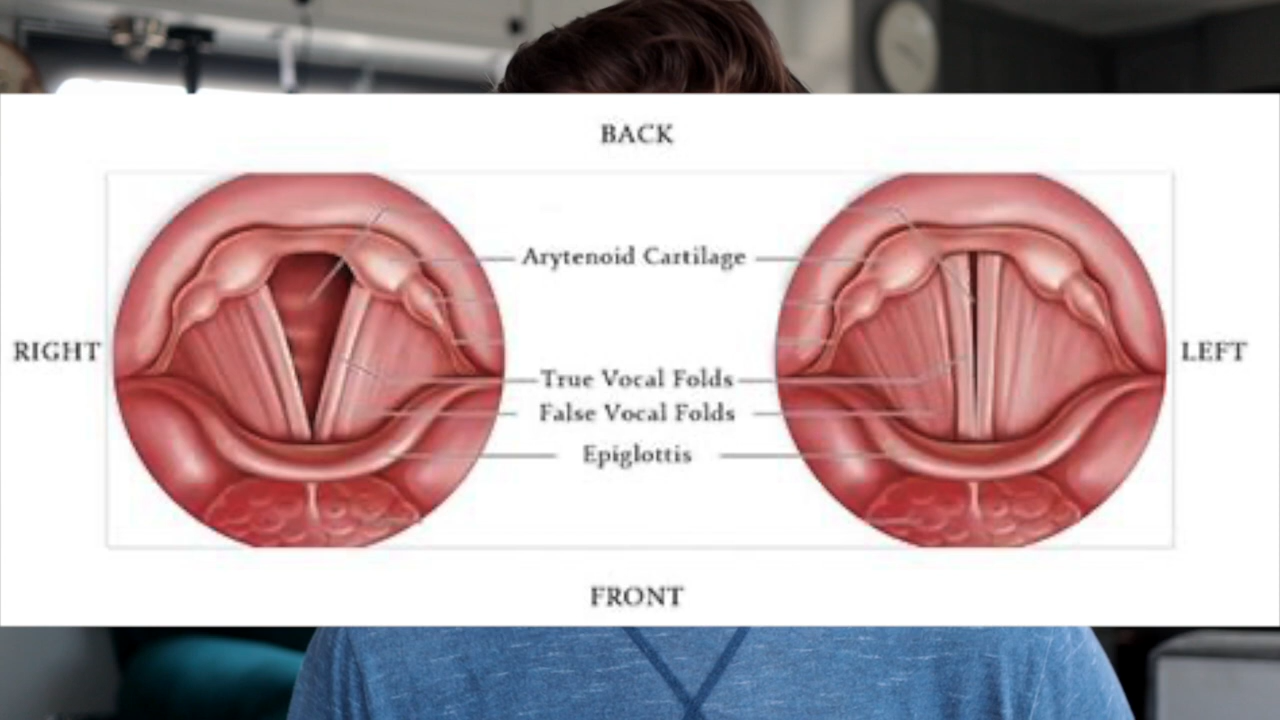 BACK
Arytenoid Cartilage
RIGHT
LEFT
True Vocal Folds
False Vocal Folds
Epiglottis
FRONT